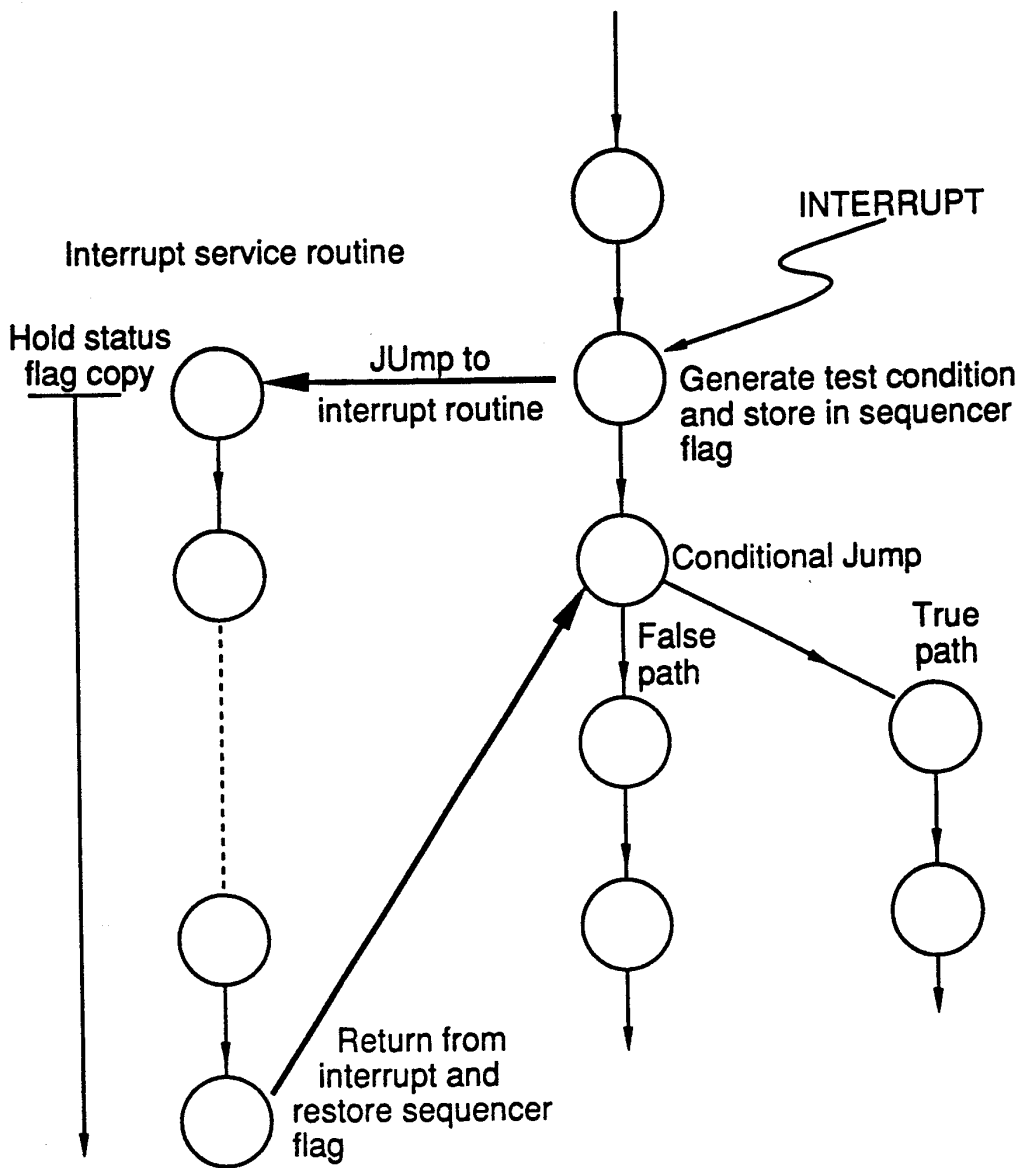 INTERRUPT
Interrupt service routine
Hold status
flag copy
JUmp to
interrupt routine
Generate test condition
and store in sequencer
flag
Conditional Jump
False
path
True
path
Return from
interrupt and
restore sequencer
flag